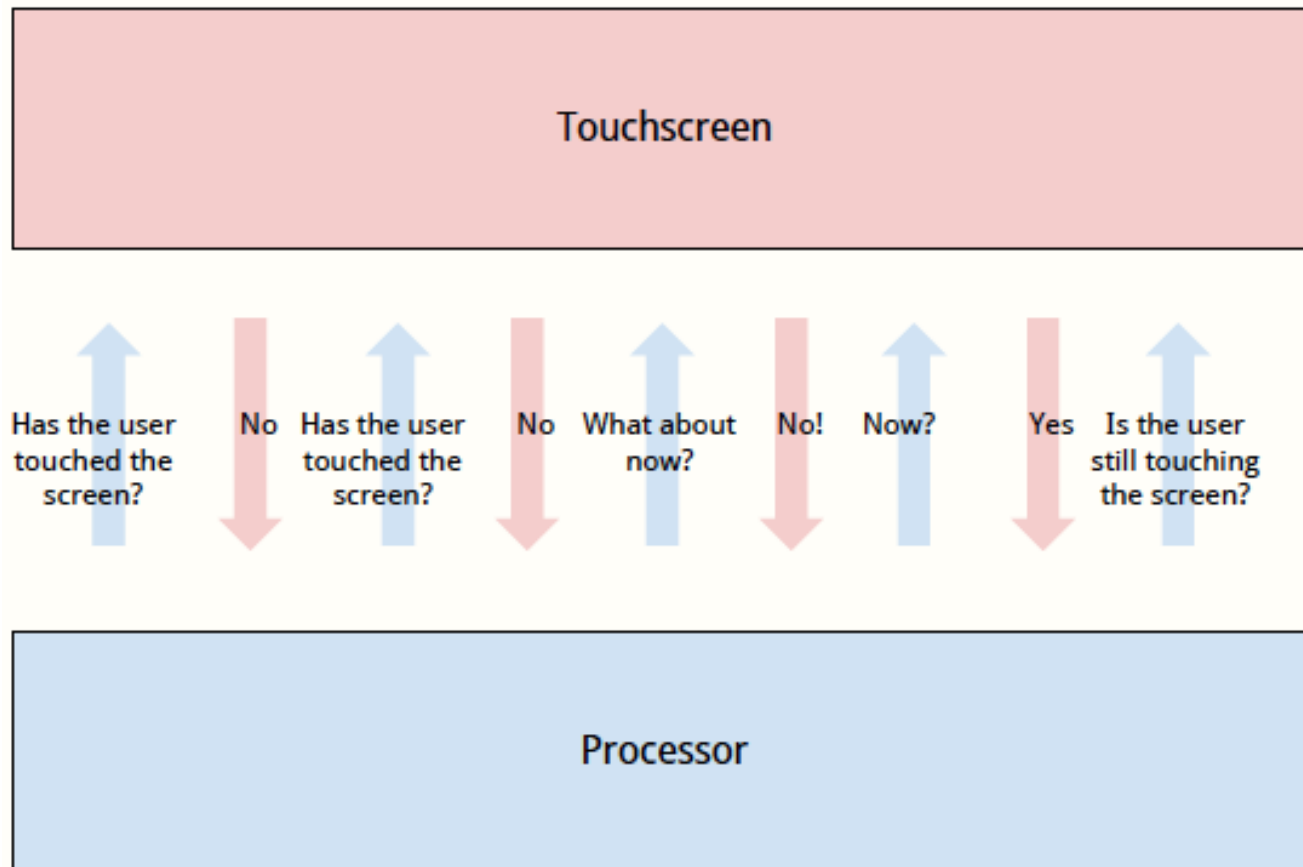 Touchscreen
Has the user
touched the
screen?
No
Has the user
touched the
screen?
No
What about
now?
No!
Now?
Yes
Is the user
still touching
the screen?
Processor